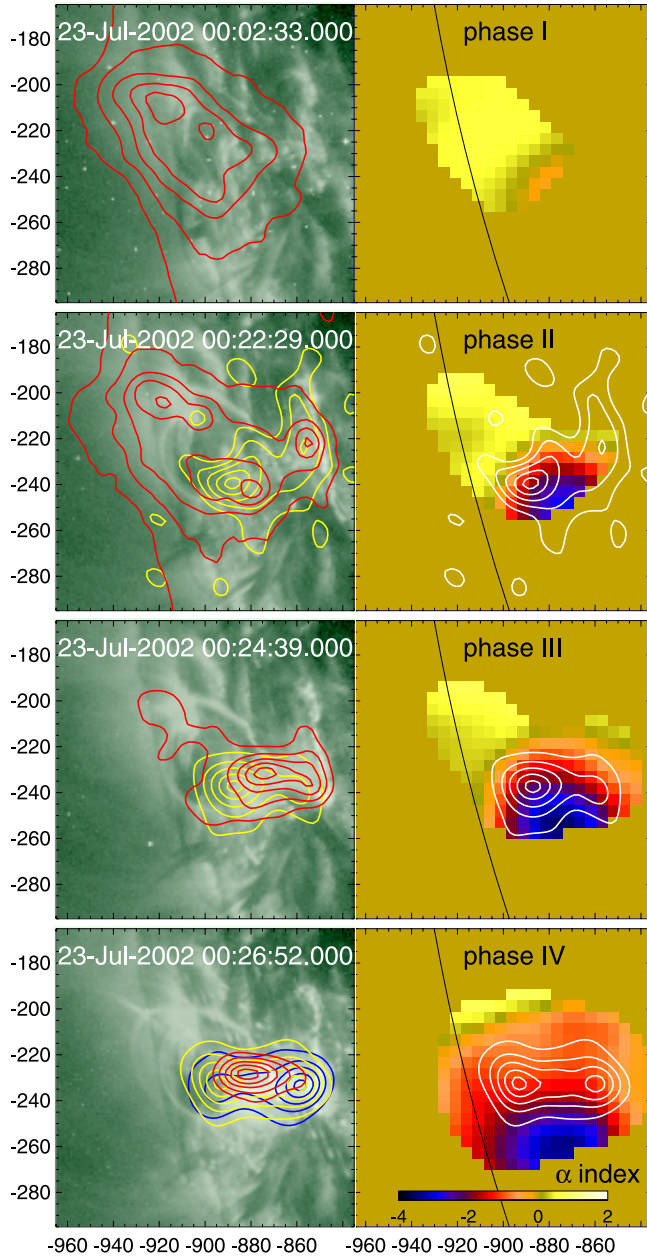 -180
23-Jul-2002 00:02:33.000
phase I
-200
-220
-240
-260
-280
-180
23-Jul-2002 00:22:29.000
phase II
-200
-220
-240
-260
-280
-180
23-Jul-2002 00:24:39.000
phase III
-200
-220
-240
-260
-280
-180
23-Jul-2002 00:26:52.000
phase IV
-200
-220
-240
-260
-280
α index
-4 -2 0 2
-960 -940 -920 -900 -880 -860 -960 -940 -920 -900 -880 -860